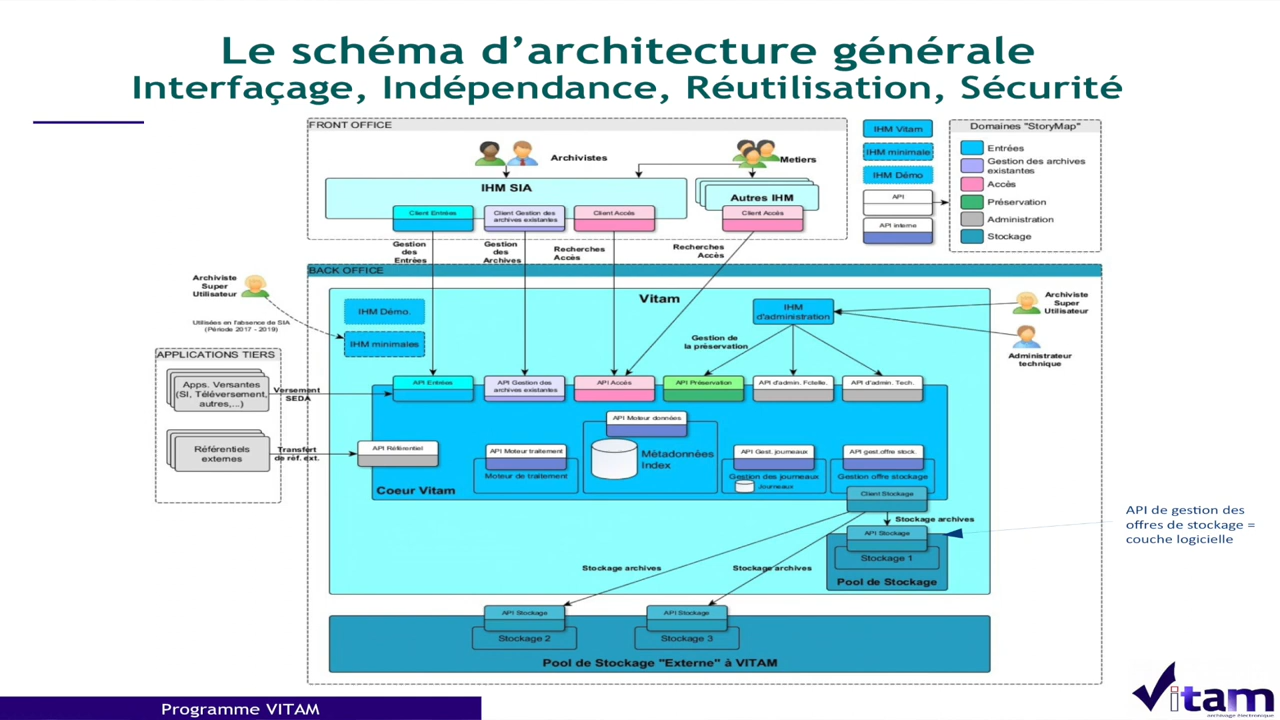 Le schéma d’architecture générale
Interfaçage, Indépendance, Réutilisation, Sécurité
FRONT OFFICE
Archivistes
Metiers
IHM SIA
Autres IHM
Client Entrées
Client Gestion des
archives existantes
Client Accès
Client Accès
IHM Vitam
IHM minimale
IHM Démo
API
API interne
Domaines "StoryMap"
Entrées
Gestion des archives
existantes
Accès
Préservation
Administration
Stockage
Gestion
des
Entrées
Gestion
des
Archives
Recherches
Accès
Recherches
Accès
BACK OFFICE
Archiviste
Super
Utilisateur
Utilisées en l'absence de SIA
(Période 2017 - 2019)
Vitam
IHM Démo.
IHM minimales
IHM
d'administration
Archiviste
Super
Utilisateur
Administrateur
technique
Gestion de
la préservation
APPLICATIONS TIERS
Apps. Versantes
(SI, Téléversement,
autres,...)
Versement
SEDA
Référentiels
externes
Transfert
de réf. ext.
API Entrées
API Gestion des
archives existantes
API Accès
API Préservation
API d'admin. Fctelle.
API d'admin. Tech.
API Référentiel
API Moteur données
Métadonnées
Index
API Moteur traitement
Moteur de traitement
API Gest. journeaux
Gestion des journeaux
Journeaux
API gest.offre stock.
Gestion offre stockage
Coeur Vitam
Client Stockage
Stockage archives
API Stockage
Stockage 1
Pool de Stockage
API de gestion des
offres de stockage =
couche logicielle
Stockage archives
Stockage archives
API Stockage
Stockage 2
API Stockage
Stockage 3
Pool de Stockage "Externe" à VITAM
Programme VITAM
Vitam
archivage électronique